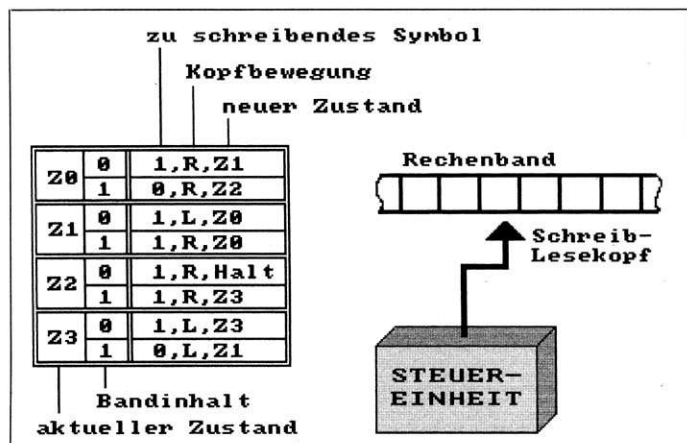 zu schreibendes Symbol
Kopfbewegung
neuer Zustand
Z0 0 1,R,Z1
1 0,R,Z2
Z1 0 1,L,Z0
1 1,R,Z0
Z2 0 1,R,Halt
1 1,R,Z3
Z3 0 1,L,Z3
1 0,L,Z1
Bandinhalt
aktueller Zustand
Rechenband
Schreib-
Lesekopf
STEUER-
EINHEIT